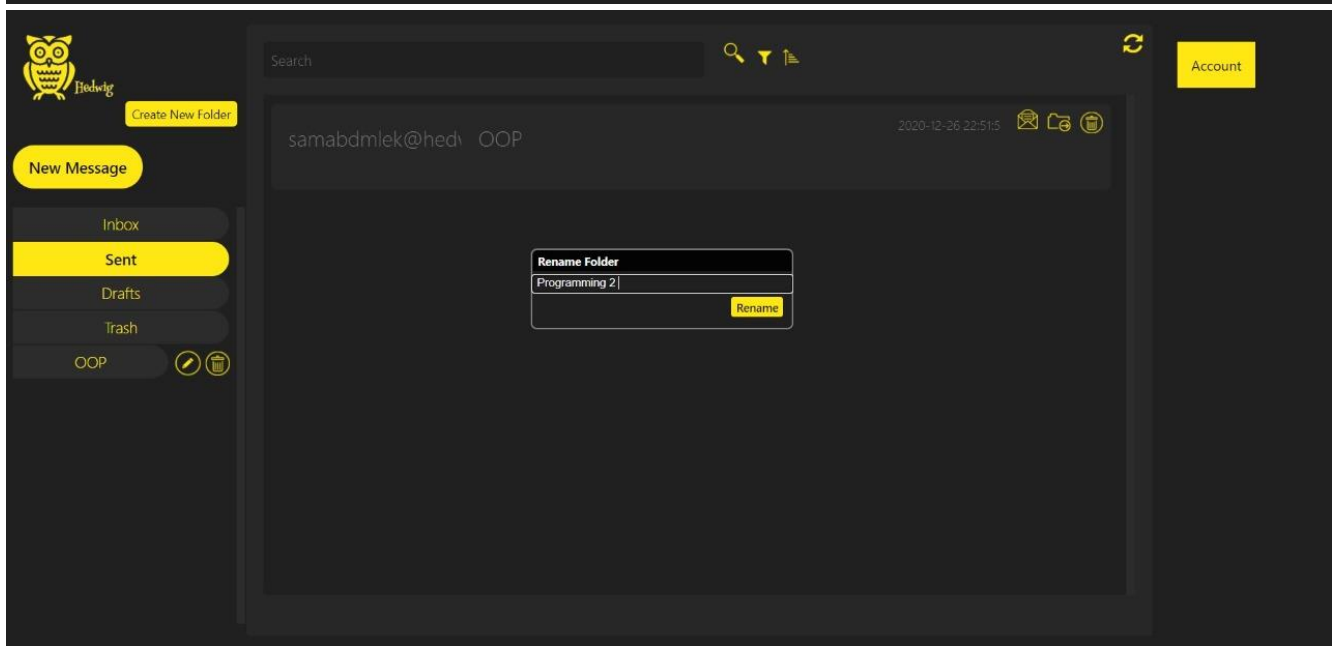 Hedwig
Create New Folder
New Message
Inbox
Sent
Drafts
Trash
OOP
Search
samabdmlek@hedw OOP
2020-12-26 22:51:5
Rename Folder
Programming 2
Rename
Account